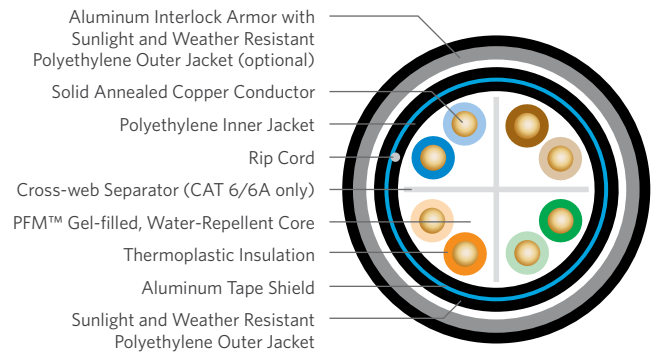 Aluminum Interlock Armor with
Sunlight and Weather Resistant
Polyethylene Outer Jacket (optional)
Solid Annealed Copper Conductor
Polyethylene Inner Jacket
Rip Cord
Cross-web Separator (CAT 6/6A only)
PFM™ Gel-filled, Water-Repellent Core
Thermoplastic Insulation
Aluminum Tape Shield
Sunlight and Weather Resistant
Polyethylene Outer Jacket